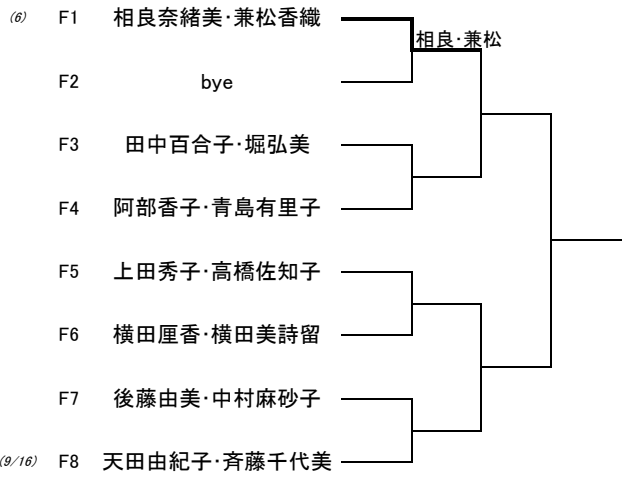 (6) F1 相良奈緒美･兼松香織
相良･兼松
F2 bye
F3 田中百合子･堀弘美
F4 阿部香子･青島有里子
F5 上田秀子･高橋佐知子
F6 横田厘香･横田美詩留
F7 後藤由美･中村麻砂子
(9/16) F8 天田由紀子･斉藤千代美